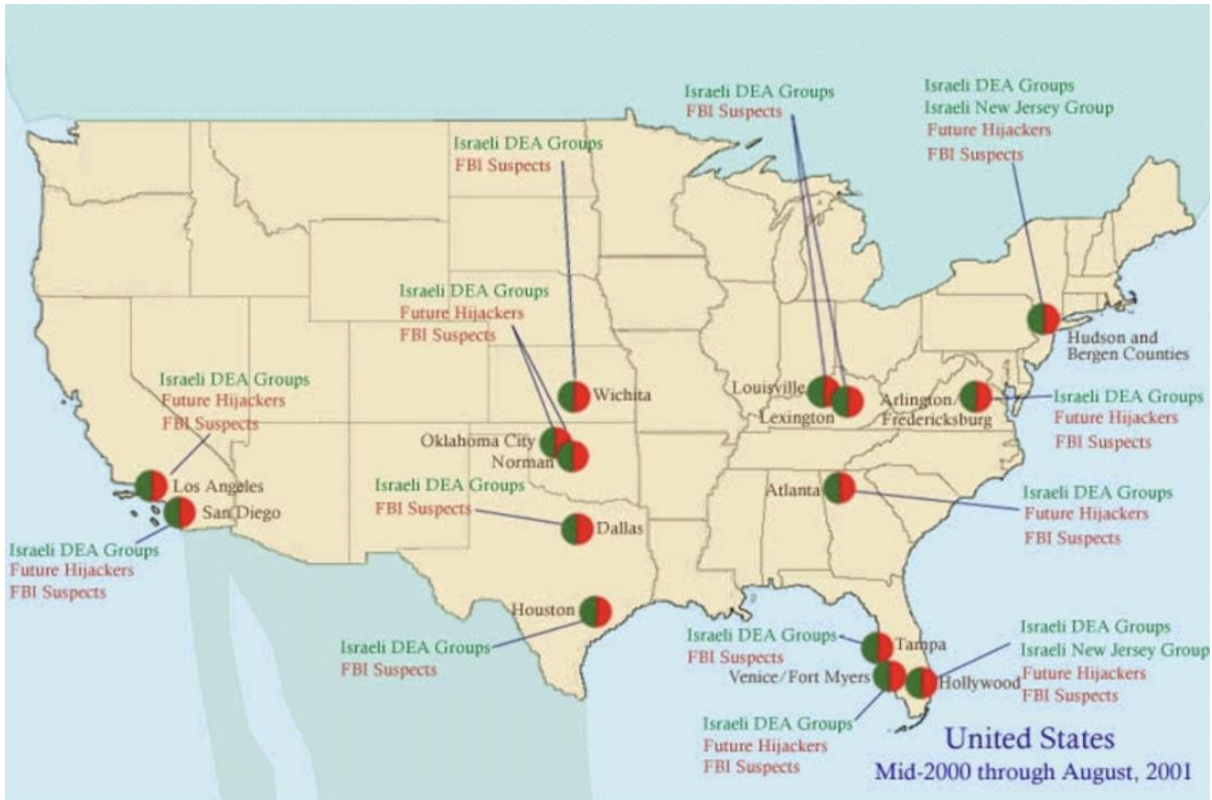 Israeli DEA Groups
Israeli New Jersey Group
Future Hijackers
FBI Suspects
Israeli DEA Groups
FBI Suspects
Israeli DEA Groups
FBI Suspects
Israeli DEA Groups
Future Hijackers
FBI Suspects
Hudson and
Bergen Counties
Israeli DEA Groups
Future Hijackers
FBI Suspects
Wichita
Louisville
Lexington
Arlington/
Fredericksburg
Israeli DEA Groups
Future Hijackers
FBI Suspects
Oklahoma City
Norman
Los Angeles
San Diego
Israeli DEA Groups
FBI Suspects
Dallas
Atlanta
Israeli DEA Groups
Future Hijackers
FBI Suspects
Israeli DEA Groups
Future Hijackers
FBI Suspects
Houston
Israeli DEA Groups
FBI Suspects
Israeli DEA Groups
FBI Suspects
Tampa
Venice/Fort Myers
Hollywood
Israeli DEA Groups
Israeli New Jersey Group
Future Hijackers
FBI Suspects
Israeli DEA Groups
Future Hijackers
FBI Suspects
United States
Mid-2000 through August, 2001